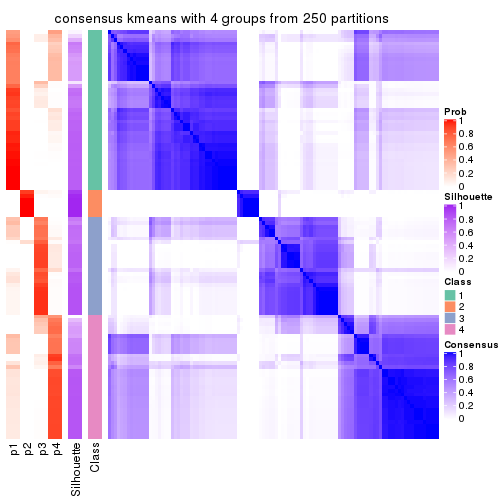 consensus kmeans with 4 groups from 250 partitions
Prob
1
0.8
0.6
0.4
0.2
0
Silhouette
1
0.8
0.6
0.4
0.2
0
Class
1
2
3
4
Consensus
1
0.8
0.6
0.4
0.2
0
p1
p2
p3
p4
Silhouette
Class